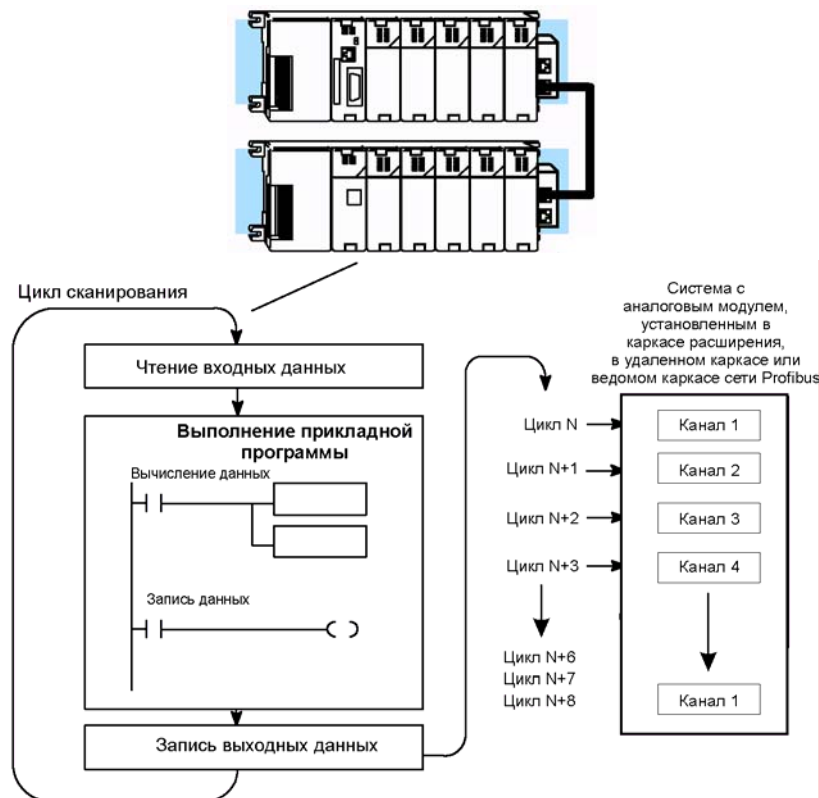 Цикл сканирования
Чтение входных данных
Выполнение прикладной
программы
Вычисление данных
Запись данных
Запись выходных данных
Система с
аналоговым модулем,
установленным в
каркасе расширения,
в удаленном каркасе или
ведомом каркасе сети Profibus
Цикл N
Канал 1
Цикл N+1
Канал 2
Цикл N+2
Канал 3
Цикл N+3
Канал 4
Цикл N+6
Цикл N+7
Цикл N+8
Канал 1